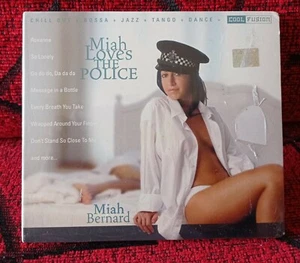 CHILL OUT + BOSSA + JAZZ + TANGO + DANCE +
COOL FUSION
Miah
LOVES
THE
POLICE
Roxanne
So Lonely
De do do, De da da
Message in a Bottle
Every Breath You Take
Wrapped Around Your Finger
Don't Stand So Close To Me
and more...
Miah
Bernard